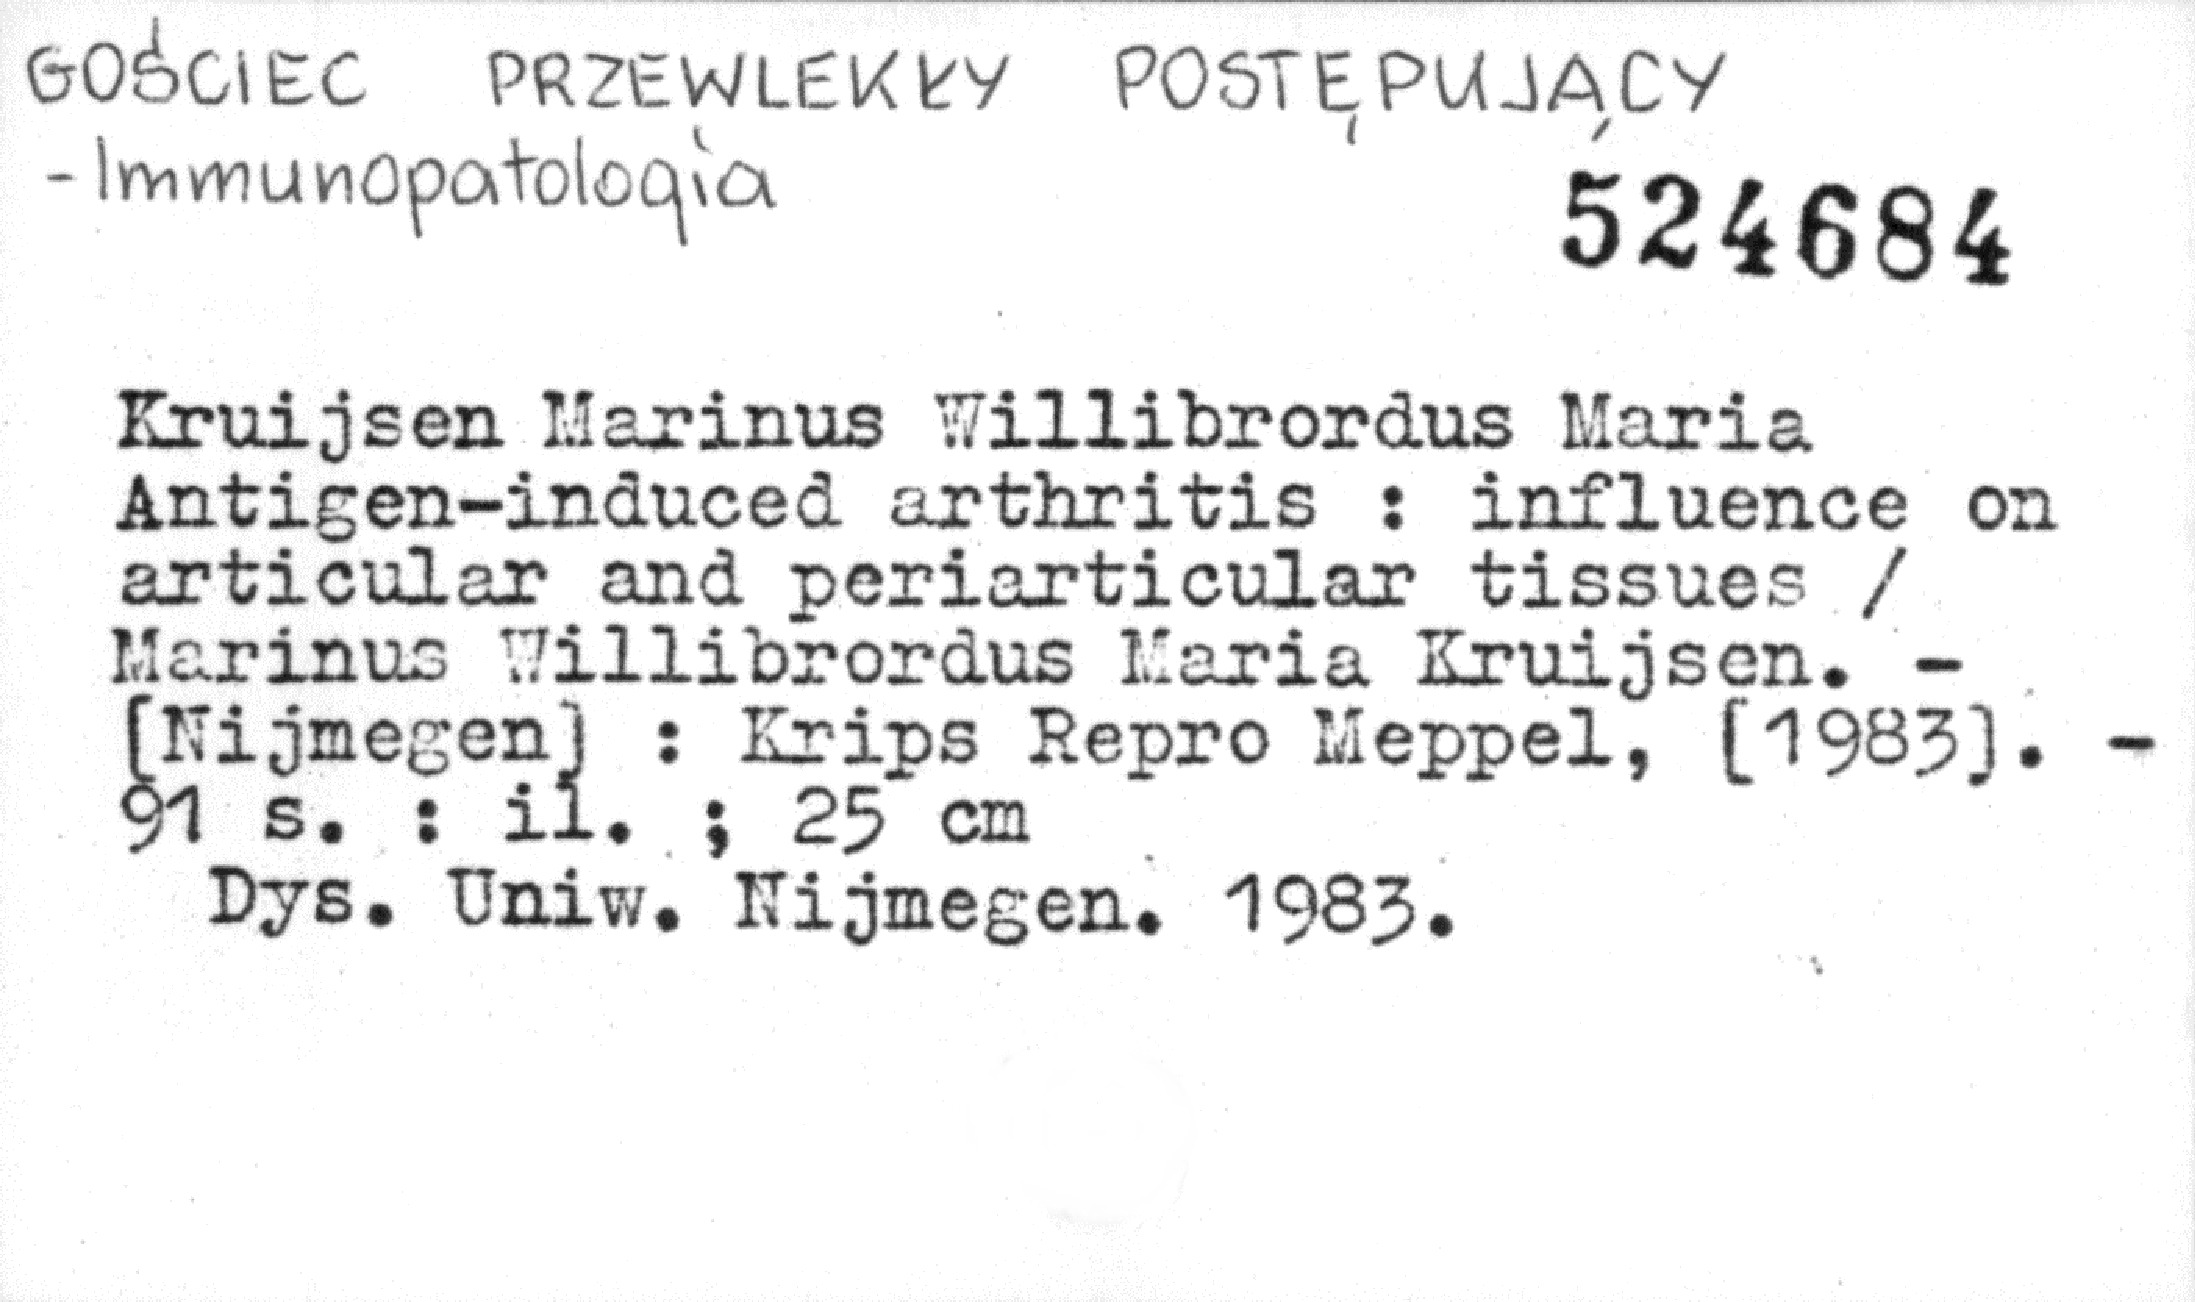 GOŚCIEC PRZEWLEKŁY POSTĘPUJĄCY
- Immunopatologia
524684
Kruijsen Marinus Willibrordus Maria
Antigen-induced arthritis : influence on
articular and periarticular tissues /
Marinus Willibrordus Maria Kruijsen. -
[Nijmegen] : Krips Repro Meppel, [1983]. -
91 s. : il. ; 25 cm
Dys. Uniw. Nijmegen. 1983.